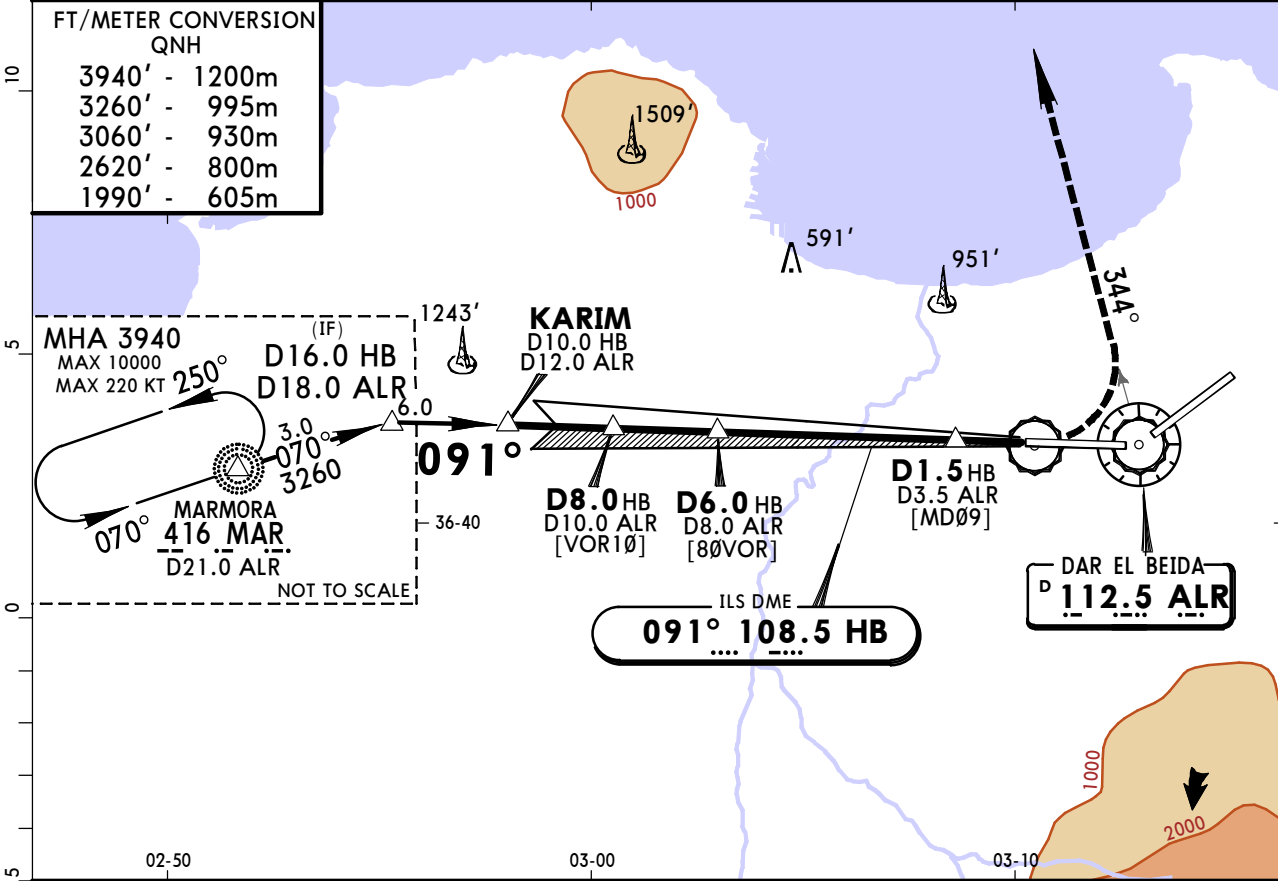 FT/METER CONVERSION
QNH
3940' - 1200m
3260' - 995m
3060' - 930m
2620' - 800m
1990' - 605m
10
5
0
5
1509'
1000
591'
951'
344°
1243'
MHA 3940
MAX 10000
MAX 220 KT
250°
(IF)
D16.0 HB
D18.0 ALR
3.0
070°
3260
6.0
070°
MARMORA
416 MAR
D21.0 ALR
NOT TO SCALE
36-40
KARIM
D10.0 HB
D12.0 ALR
091°
D8.0 HB
D10.0 ALR
[VOR1Ø]
D6.0 HB
D8.0 ALR
[8ØVOR]
D1.5 HB
D3.5 ALR
[MDØ9]
ILS DME
091° 108.5 HB
DAR EL BEIDA
D 112.5 ALR
1000
2000
02-50
03-00
03-10